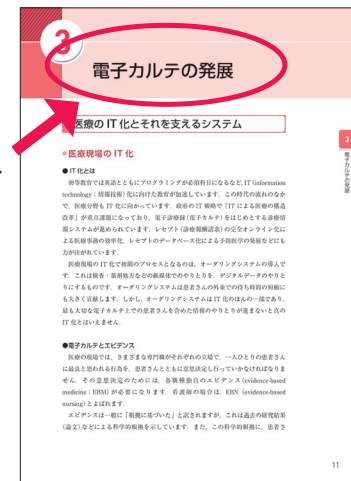 3
電子カルテの発展
医療の IT 化とそれを支えるシステム
医療現場の IT 化
● IT 化とは
初等教育では英語とともにプログラミングが必須科目になるなど, IT (information
technology：情報技術) 化に向けた教育が加速しています. この時代の流れのなか
で, 医療分野も IT 化に向かっています. 政府の IT 戦略で「IT による医療の構造
改革」が重点課題になっており, 電子診療録 (電子カルテ) をはじめとする診療情
報システムが進められています. レセプト (診療報酬請求) の完全オンライン化に
よる医療事務の効率化, レセプトのデータベース化による予防医学の発展などにも
力が注がれています.
医療現場の IT 化で初期のプロセスとなるのは, オーダリングシステムの導入で
す. これは検査・薬剤処方などの紙媒体でのやりとりを, デジタルデータのやりと
りにするものです. オーダリングシステムは患者さんの外来での待ち時間の短縮に
も大きく貢献します. しかし, オーダリングシステムは IT 化のほんの一部であり,
最も大切な電子カルテ上での患者さんを含めた情報のやりとりが進まないと真の
IT 化とはいえません.
●電子カルテとエビデンス
医療の現場では, さまざまな専門職がそれぞれの立場で, 一人ひとりの患者さん
に最良と思われる行為を, 患者さんとともに意思決定し行っていかなければなりま
せん. その意思決定のためには, 各職種独自のエビデンス (evidence-based
medicine：EBM) が必要になります. 看護師の場合は, EBN (evidence-based
nursing) とよばれます.
エビデンスは一般に「根拠に基づいた」と訳されますが, これは過去の研究結果
(論文) などによる科学的根拠を示しています. また, この科学的根拠に, 患者さ
3
電子カルテの発展
11